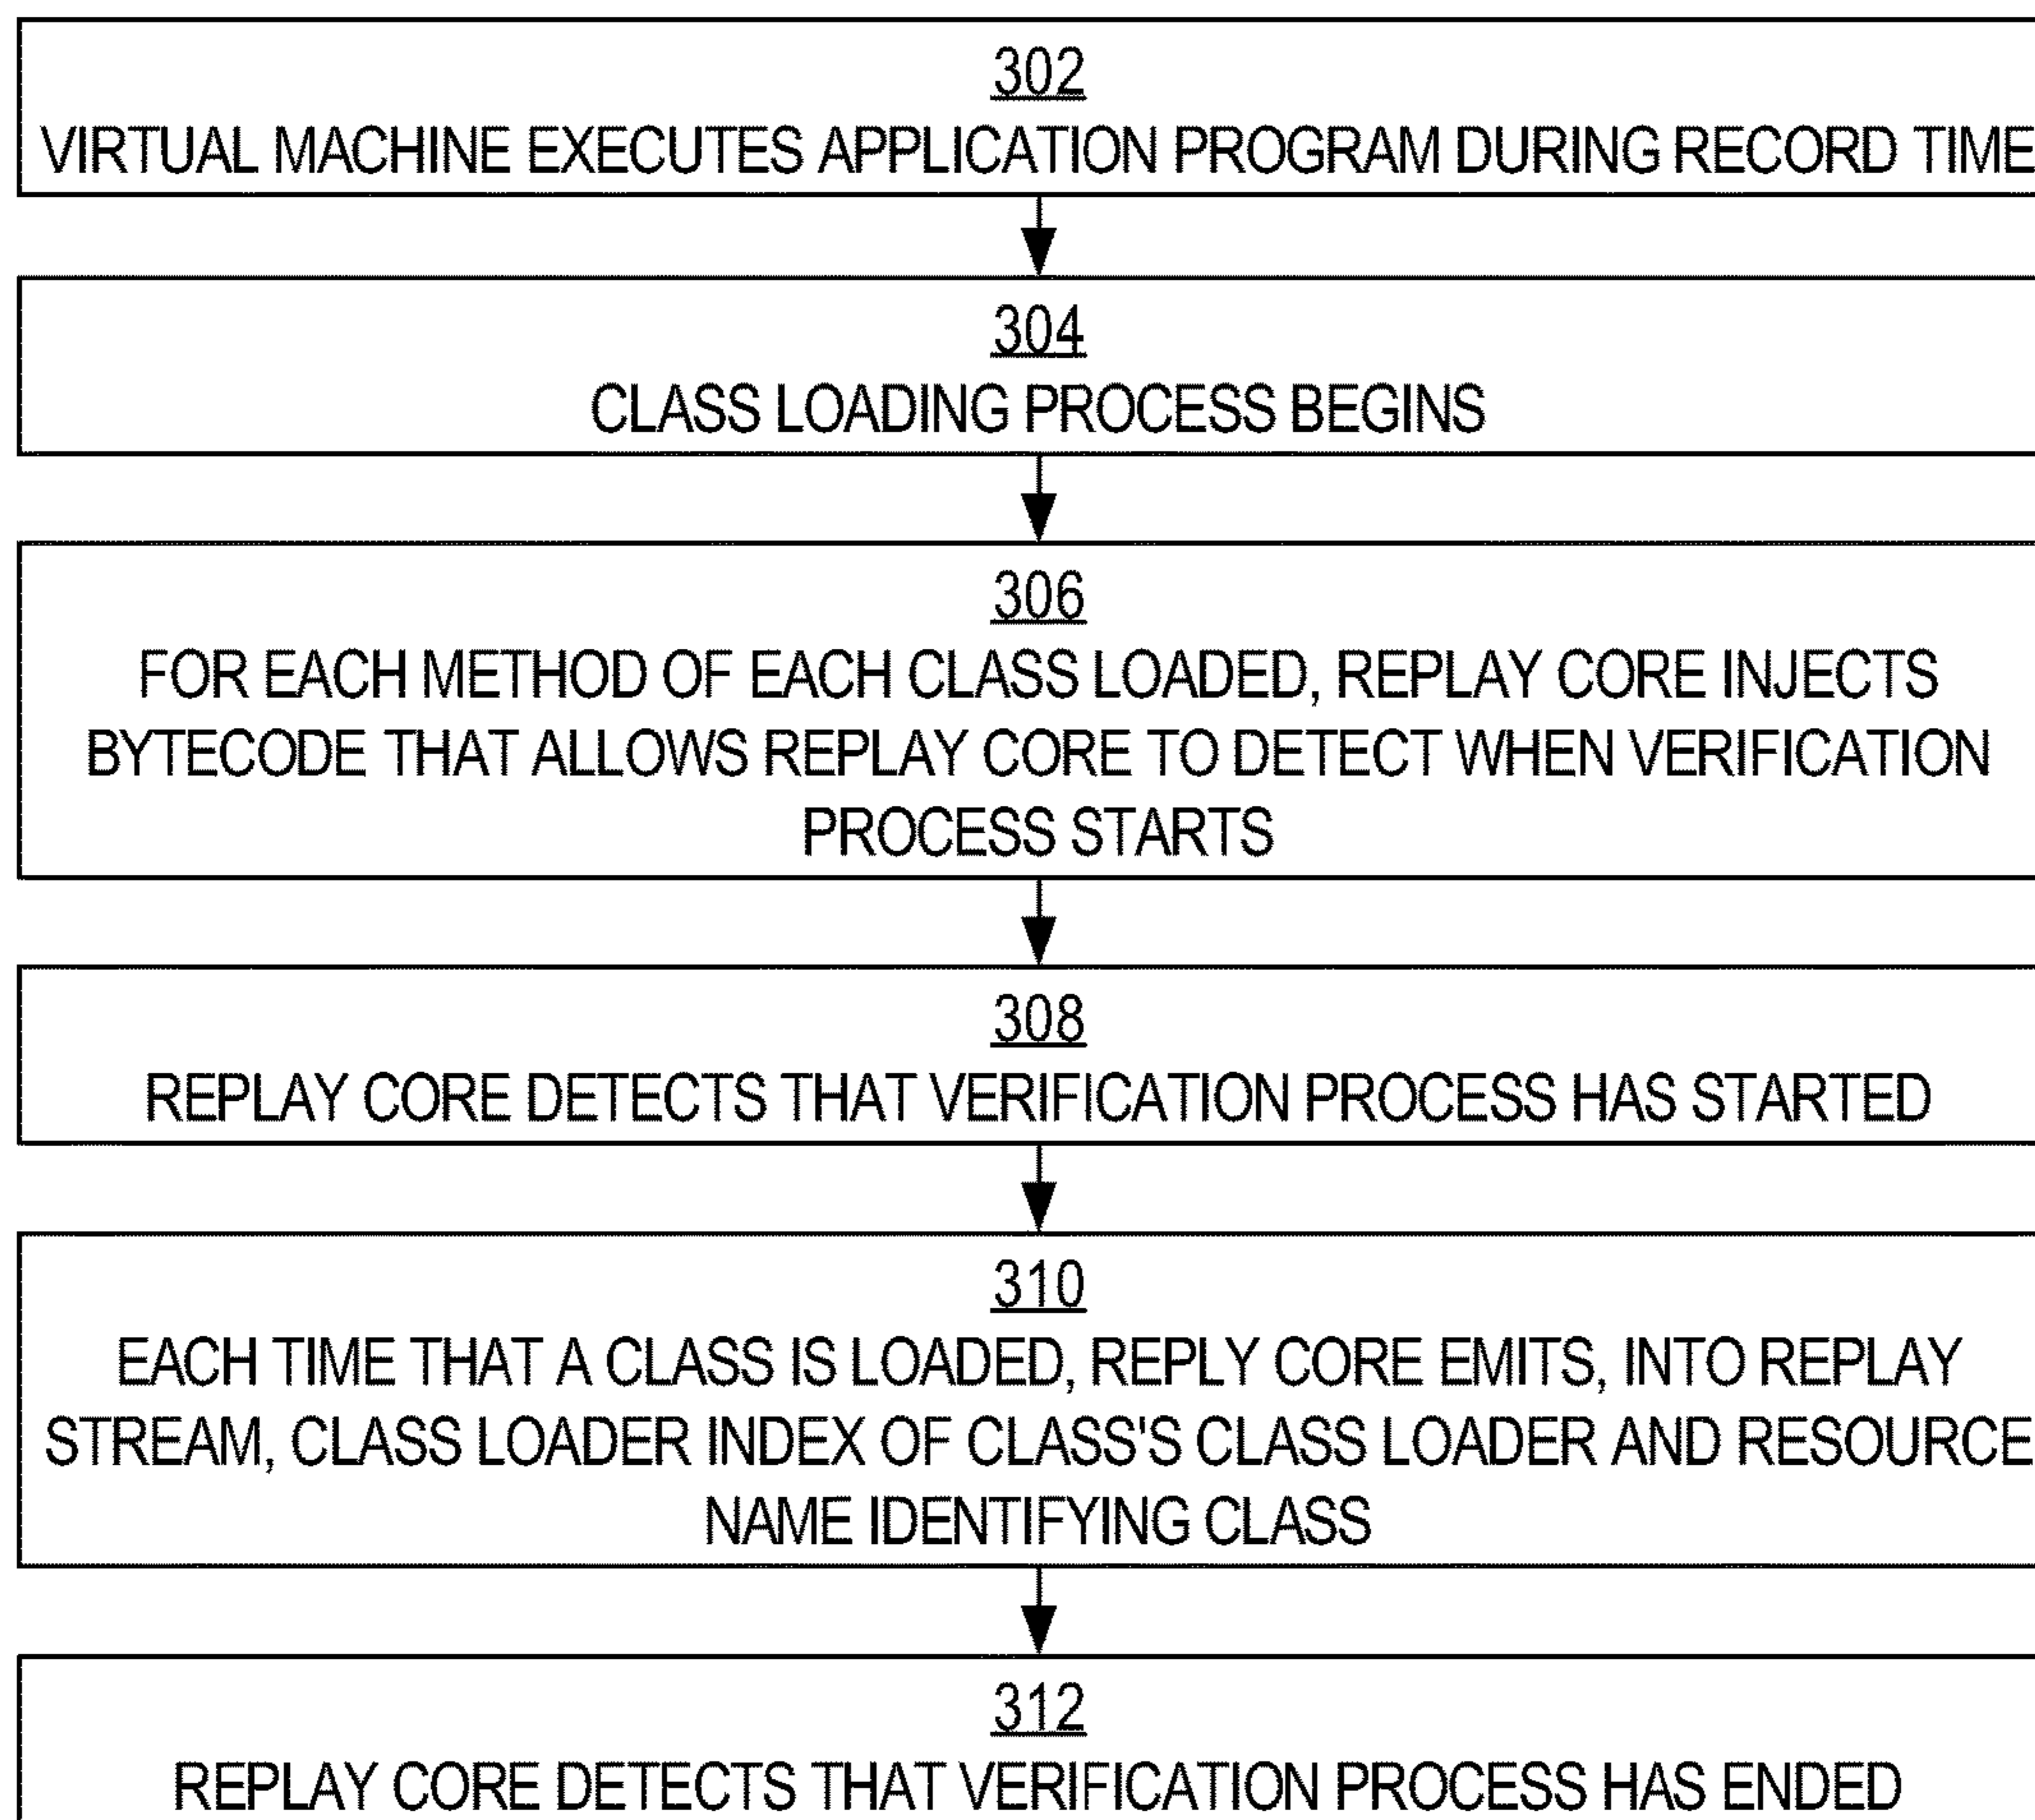 302
VIRTUAL MACHINE EXECUTES APPLICATION PROGRAM DURING RECORD TIME
304
CLASS LOADING PROCESS BEGINS
306
FOR EACH METHOD OF EACH CLASS LOADED, REPLAY CORE INJECTS
BYTECODE THAT ALLOWS REPLAY CORE TO DETECT WHEN VERIFICATION
PROCESS STARTS
308
REPLAY CORE DETECTS THAT VERIFICATION PROCESS HAS STARTED
310
EACH TIME THAT A CLASS IS LOADED, REPLY CORE EMITS, INTO REPLAY
STREAM, CLASS LOADER INDEX OF CLASS'S CLASS LOADER AND RESOURCE
NAME IDENTIFYING CLASS
312
REPLAY CORE DETECTS THAT VERIFICATION PROCESS HAS ENDED